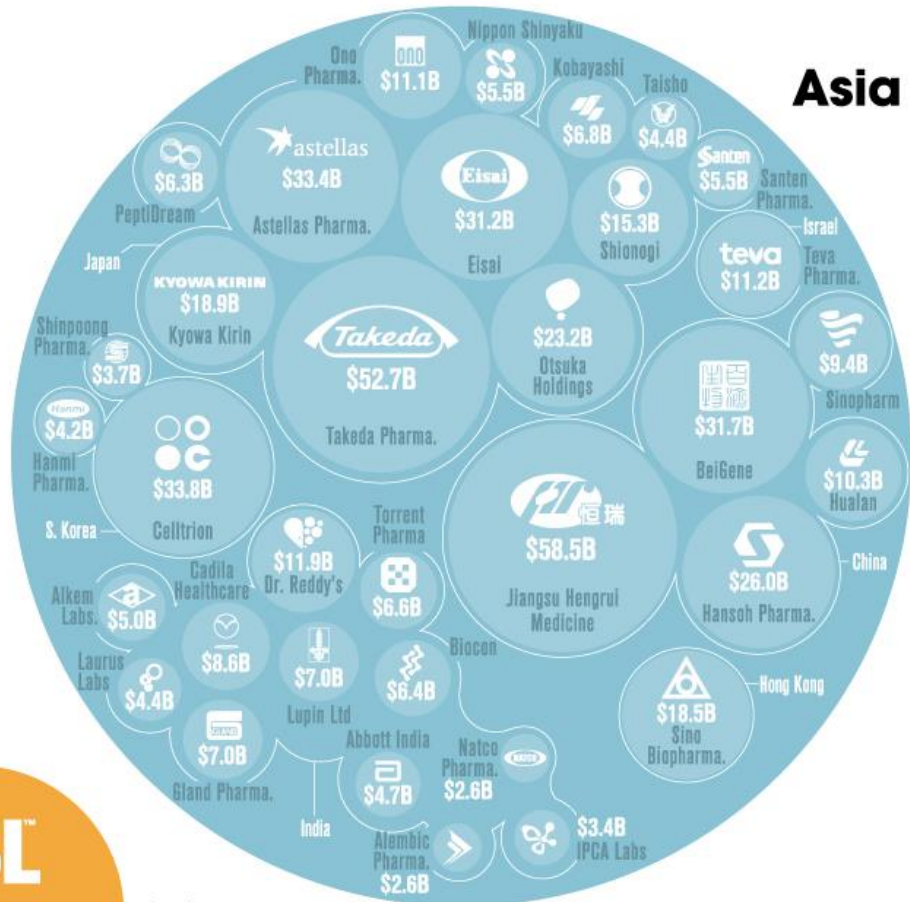 Asia
Nippon Shinyaku
$5.5B
Ono
Pharma.
ono
$11.1B
Kobayashi
$6.8B
Taisho
$4.4B
astellas
$33.4B
Astellas Pharma.
Eisai
$31.2B
Eisai
$15.3B
Shionogi
Santen
$5.5B
Santen
Pharma.
$6.3B
PeptiDream
Israel
teva
$11.2B
Teva
Pharma.
Japan
KYOWA KIRIN
$18.9B
Kyowa Kirin
Takeda
$52.7B
Takeda Pharma.
$23.2B
Otsuka
Holdings
$9.4B
Sinopharm
Shinpoong
Pharma.
$3.7B
Hanmi
$4.2B
Hanmi
Pharma.
$33.8B
Celltrion
S. Korea
$31.7B
BeiGene
$10.3B
Hualan
恒瑞
$58.5B
Jiangsu Hengrui
Medicine
$26.0B
Hansoh Pharma.
China
$11.9B
Dr. Reddy's
Torrent
Pharma
$6.6B
Cadila
Healthcare
$8.6B
Alkem
Labs.
a
$5.0B
Laurus
Labs
$4.4B
$7.0B
Lupin Ltd
Biocon
$6.4B
GLAND
$7.0B
Gland Pharma.
Hong Kong
$18.5B
Sino
Biopharma.
Abbott India
$4.7B
Natco
Pharma.
$2.6B
NATCO
India
Alembic
Pharma.
$2.6B
$3.4B
IPCA Labs
L™